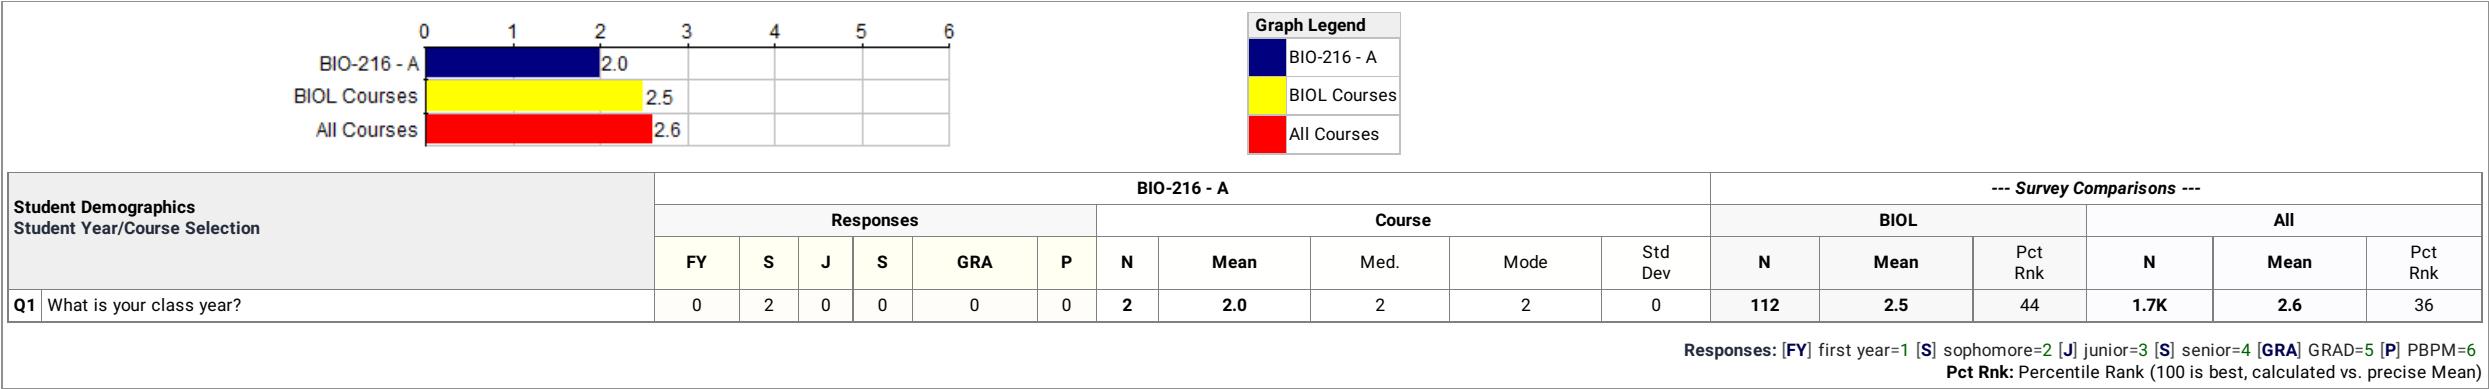 0 1 2 3 4 5 6
BIO-216 - A 2.0
BIOL Courses 2.5
All Courses 2.6
Graph Legend
BIO-216 - A
BIOL Courses
All Courses
Student Demographics
Student Year/Course Selection
BIO-216 - A --- Survey Comparisons ---
Responses Course BIOL All
FY S J S GRA P N Mean Med. Mode Std Dev N Mean Pct Rnk N Mean Pct Rnk
Q1 What is your class year? 0 2 0 0 0 0 2 2.0 2 2 0 112 2.5 44 1.7K 2.6 36
Responses: [FY] first year=1 [S] sophomore=2 [J] junior=3 [S] senior=4 [GRA] GRAD=5 [P] PBPM=6
Pct Rnk: Percentile Rank (100 is best, calculated vs. precise Mean)